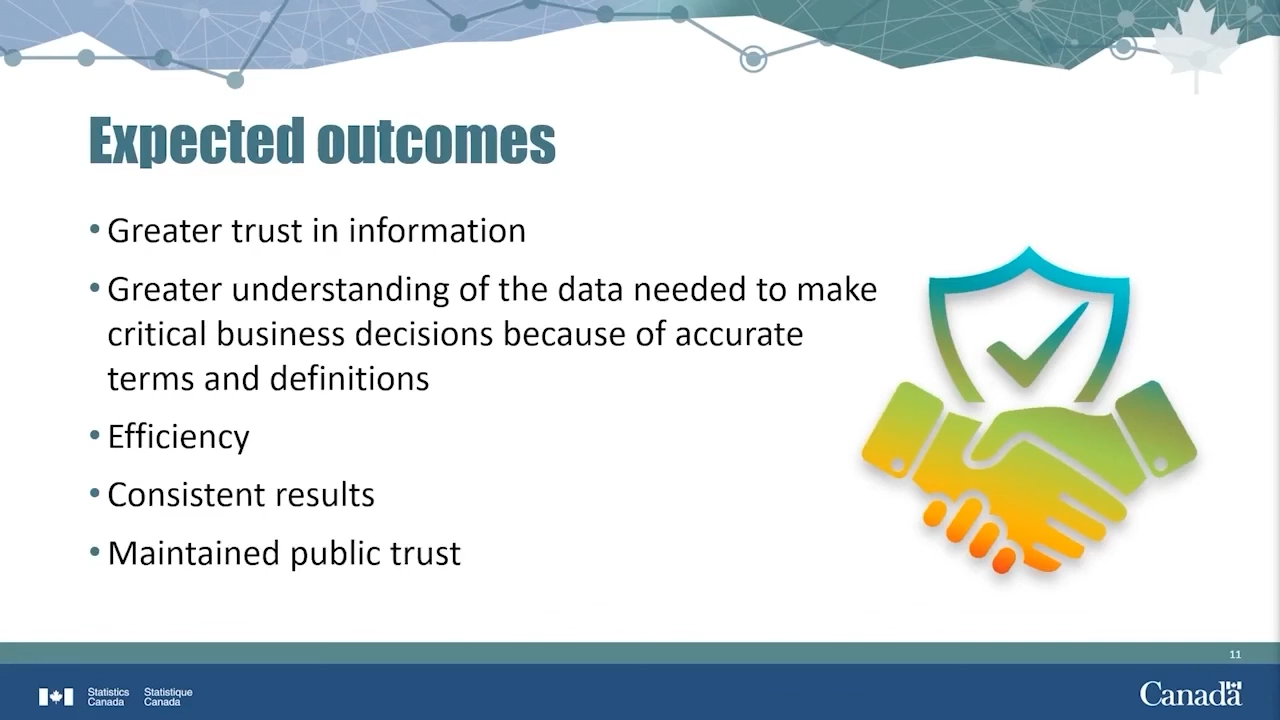 Expected outcomes
• Greater trust in information
• Greater understanding of the data needed to make
critical business decisions because of accurate
terms and definitions
• Efficiency
• Consistent results
• Maintained public trust
11
Statistics Statistique
Canada Canada
Canada